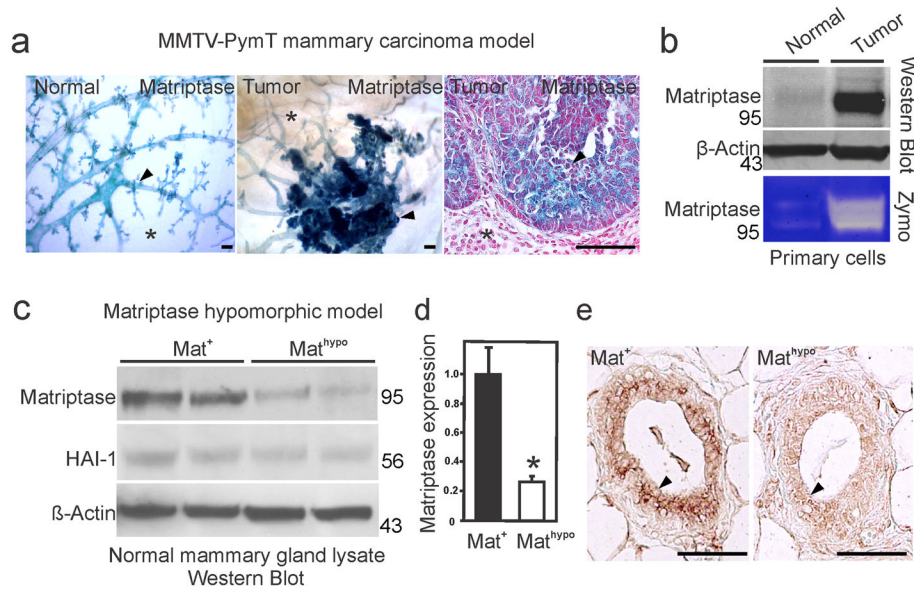 a
MMTV-PymT mammary carcinoma model
Normal Matriptase
*
Tumor Matriptase
*
Tumor Matriptase
*
b
Normal Tumor
Matriptase
95
β-Actin
43
Western Blot
Matriptase
95
Zymo
Primary cells
c
Matriptase hypomorphic model
Mat⁺ Matʰʸᵖᵒ
Matriptase 95
HAI-1 56
ß-Actin 43
Normal mammary gland lysate
Western Blot
d
Matriptase expression
1.0
0.8
0.6
0.4
0.2
0
*
Mat⁺ Matʰʸᵖᵒ
e
Mat⁺ Matʰʸᵖᵒ